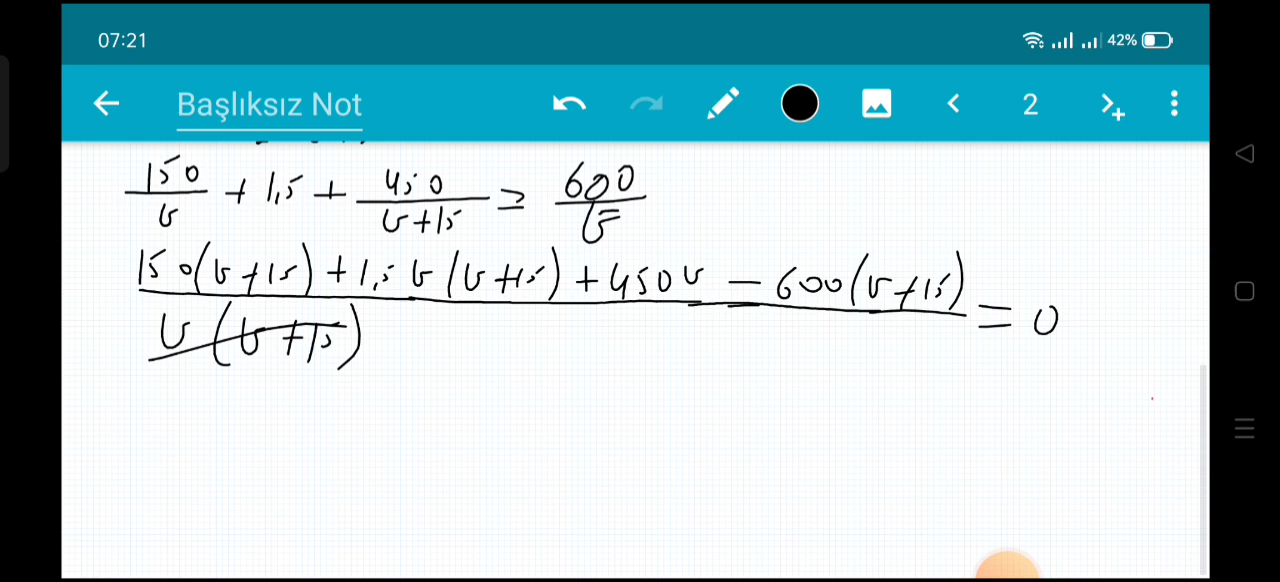 07:21 42%
Başlıksız Not 2
150/v + 1,5 + 450/(v+15) = 600/v
(150(v+15) + 1,5 v(v+15) + 450v - 600(v+15)) / (v(v+15)) = 0